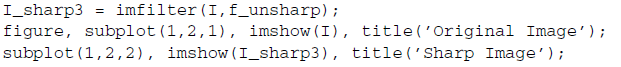 I_sharp3 = imfilter(I,f_unsharp);
figure, subplot(1,2,1), imshow(I), title(’Original Image’);
subplot(1,2,2), imshow(I_sharp3), title(’Sharp Image’);